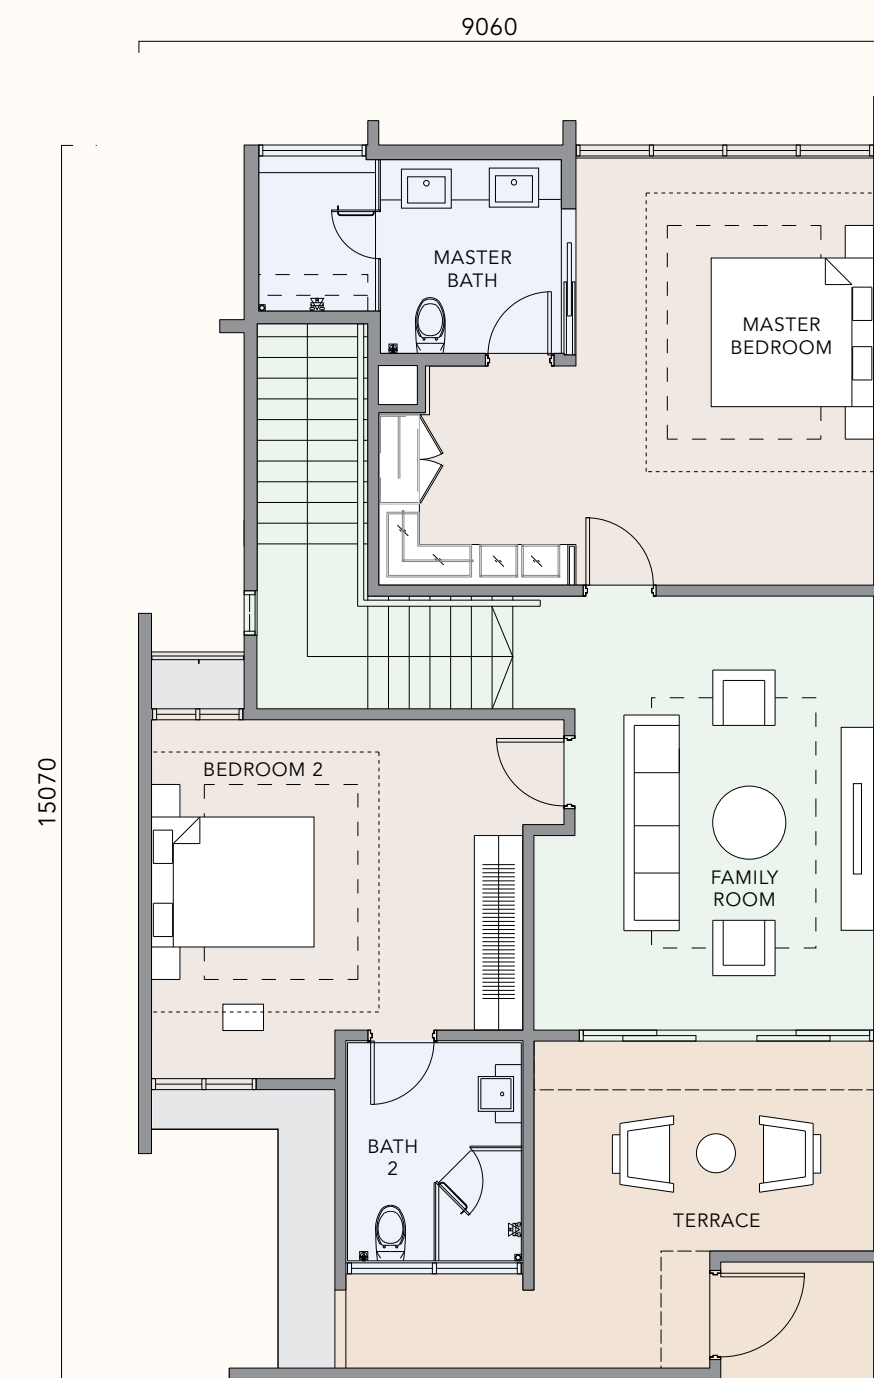 9060
MASTER
BATH
MASTER
BEDROOM
15070
BEDROOM 2
FAMILY
ROOM
BATH
2
TERRACE